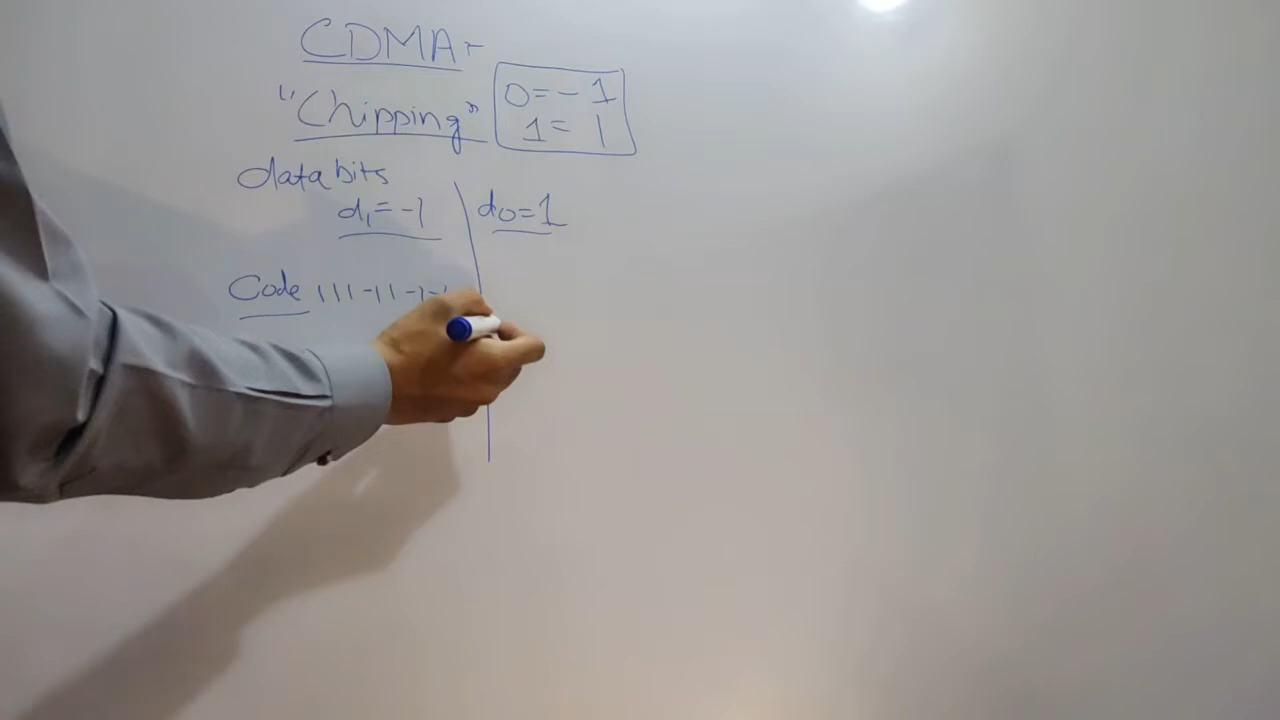 CDMA:-
"Chipping"
0 = - 1
1 = 1
data bits
d₁ = -1
d0 = 1
Code 1 1 1 -1 1 -1 -1